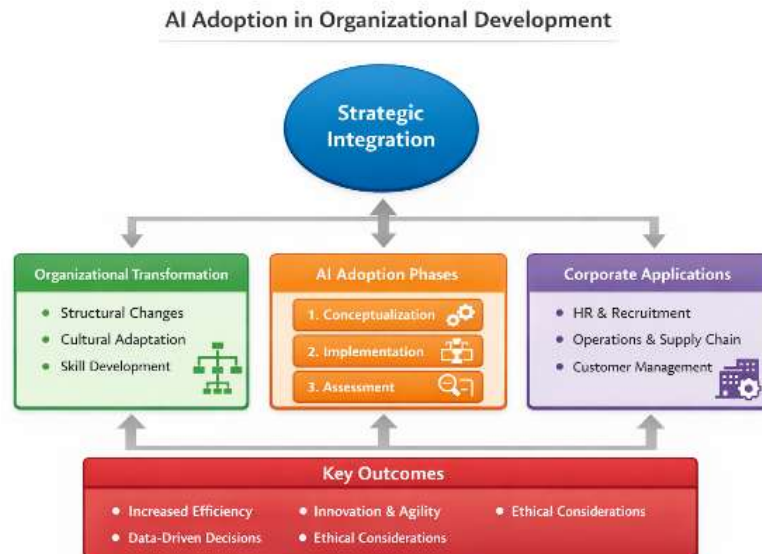 AI Adoption in Organizational Development
Strategic
Integration
Organizational Transformation
Structural Changes
Cultural Adaptation
Skill Development
AI Adoption Phases
1. Conceptualization
2. Implementation
3. Assessment
Corporate Applications
HR & Recruitment
Operations & Supply Chain
Customer Management
Key Outcomes
Increased Efficiency
Innovation & Agility
Ethical Considerations
Data-Driven Decisions
Ethical Considerations